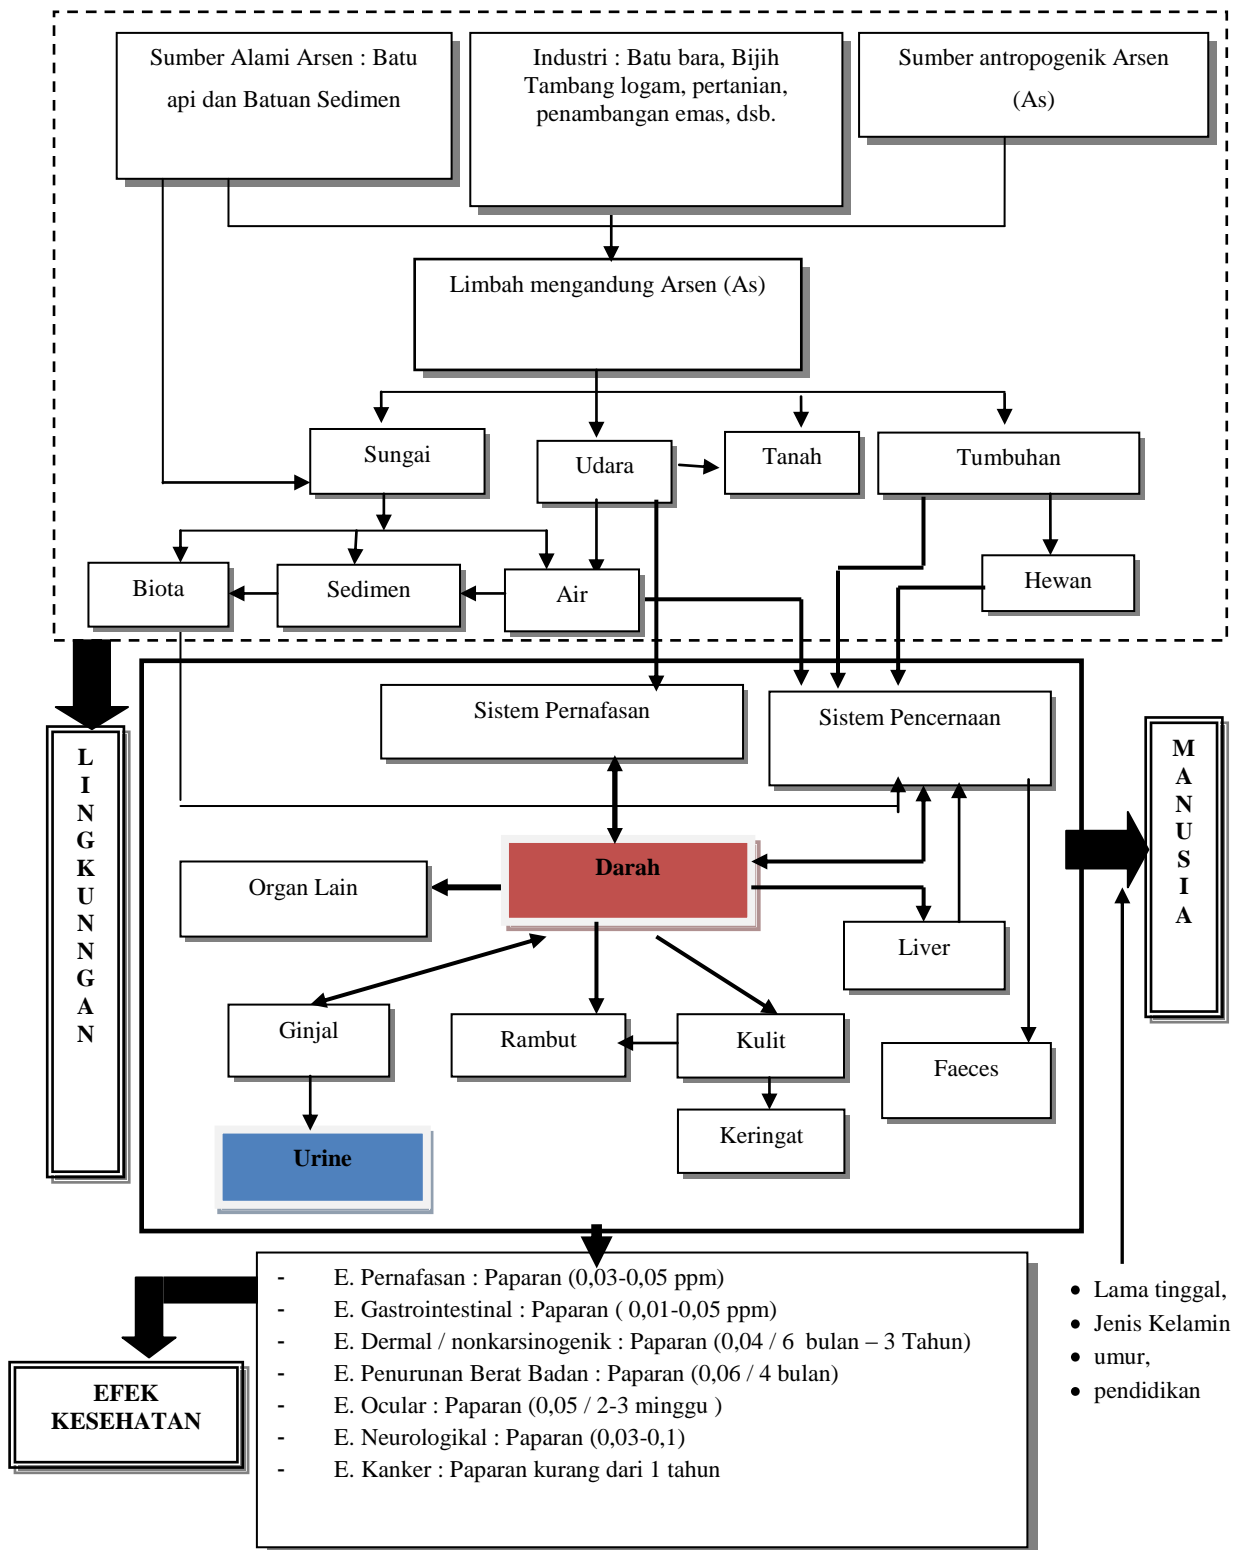 Sumber Alami Arsen : Batu
api dan Batuan Sedimen
Industri : Batu bara, Bijih
Tambang logam, pertanian,
penambangan emas, dsb.
Sumber antropogenik Arsen
(As)
Limbah mengandung Arsen (As)
Sungai
Udara
Tanah
Tumbuhan
Biota
Sedimen
Air
Hewan
Sistem Pernafasan
Sistem Pencernaan
L
I
N
G
K
U
N
N
G
A
N
M
A
N
U
S
I
A
Darah
Organ Lain
Liver
Ginjal
Rambut
Kulit
Faeces
Keringat
Urine
- E. Pernafasan : Paparan (0,03-0,05 ppm)
- E. Gastrointestinal : Paparan ( 0,01-0,05 ppm)
- E. Dermal / nonkarsinogenik : Paparan (0,04 / 6 bulan – 3 Tahun)
- E. Penurunan Berat Badan : Paparan (0,06 / 4 bulan)
- E. Ocular : Paparan (0,05 / 2-3 minggu )
- E. Neurologikal : Paparan (0,03-0,1)
- E. Kanker : Paparan kurang dari 1 tahun
• Lama tinggal,
• Jenis Kelamin
• umur,
• pendidikan
EFEK
KESEHATAN